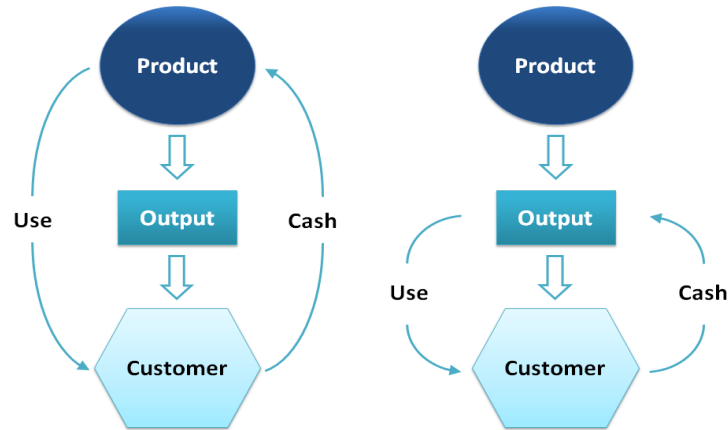 Product
Output
Use
Cash
Customer
Product
Output
Use
Cash
Customer